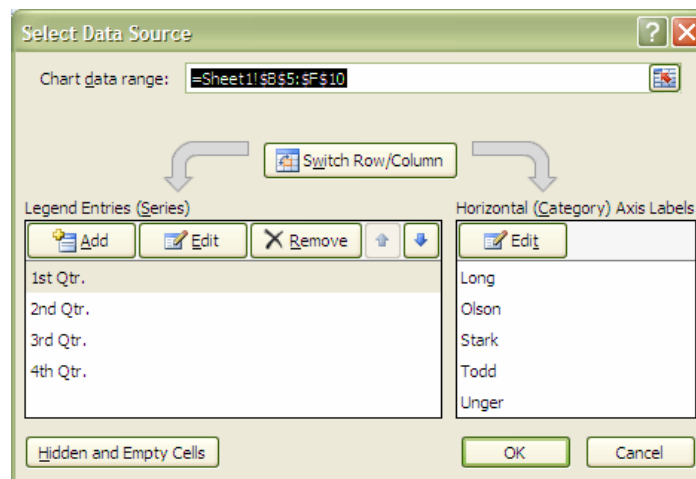 Select Data Source
Chart data range: =Sheet1!$B$5:$F$10
Switch Row/Column
Legend Entries (Series)
Horizontal (Category) Axis Labels
Add Edit Remove
Edit
1st Qtr.
2nd Qtr.
3rd Qtr.
4th Qtr.
Long
Olson
Stark
Todd
Unger
Hidden and Empty Cells
OK Cancel